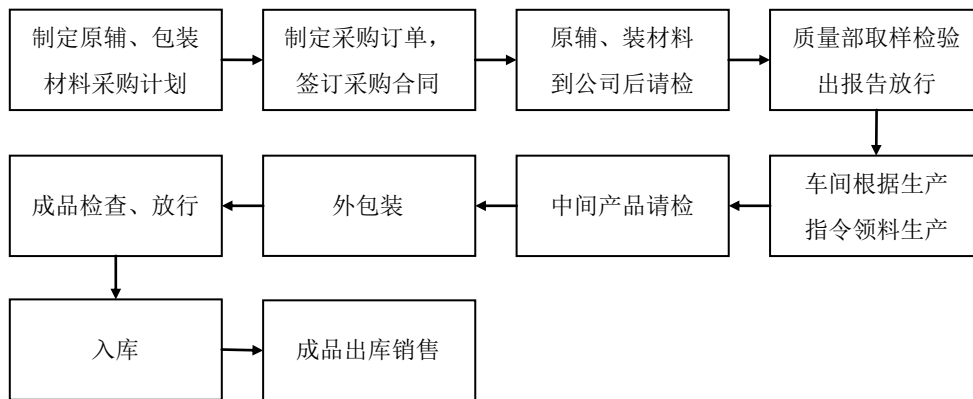 制定原辅、包装
材料采购计划
制定采购订单，
签订采购合同
原辅、装材料
到公司后请检
质量部取样检验
出报告放行
车间根据生产
指令领料生产
中间产品请检
外包装
成品检查、放行
入库
成品出库销售